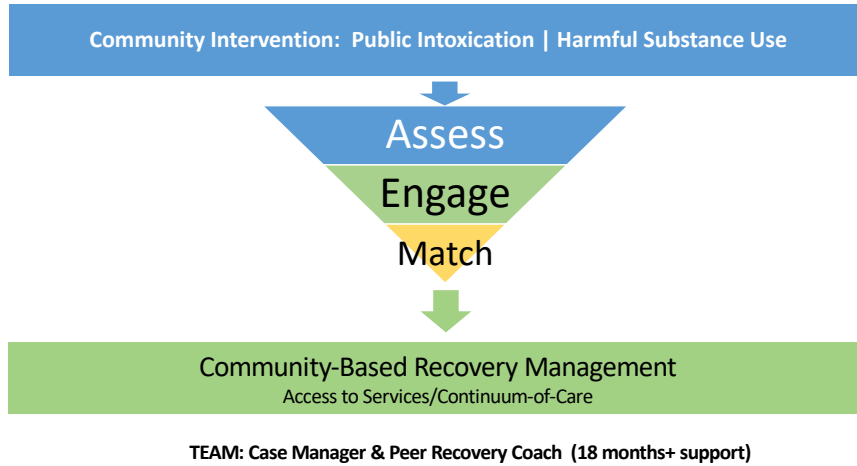 Community Intervention: Public Intoxication | Harmful Substance Use
Assess
Engage
Match
Community-Based Recovery Management
Access to Services/Continuum-of-Care
TEAM: Case Manager & Peer Recovery Coach (18 months+ support)